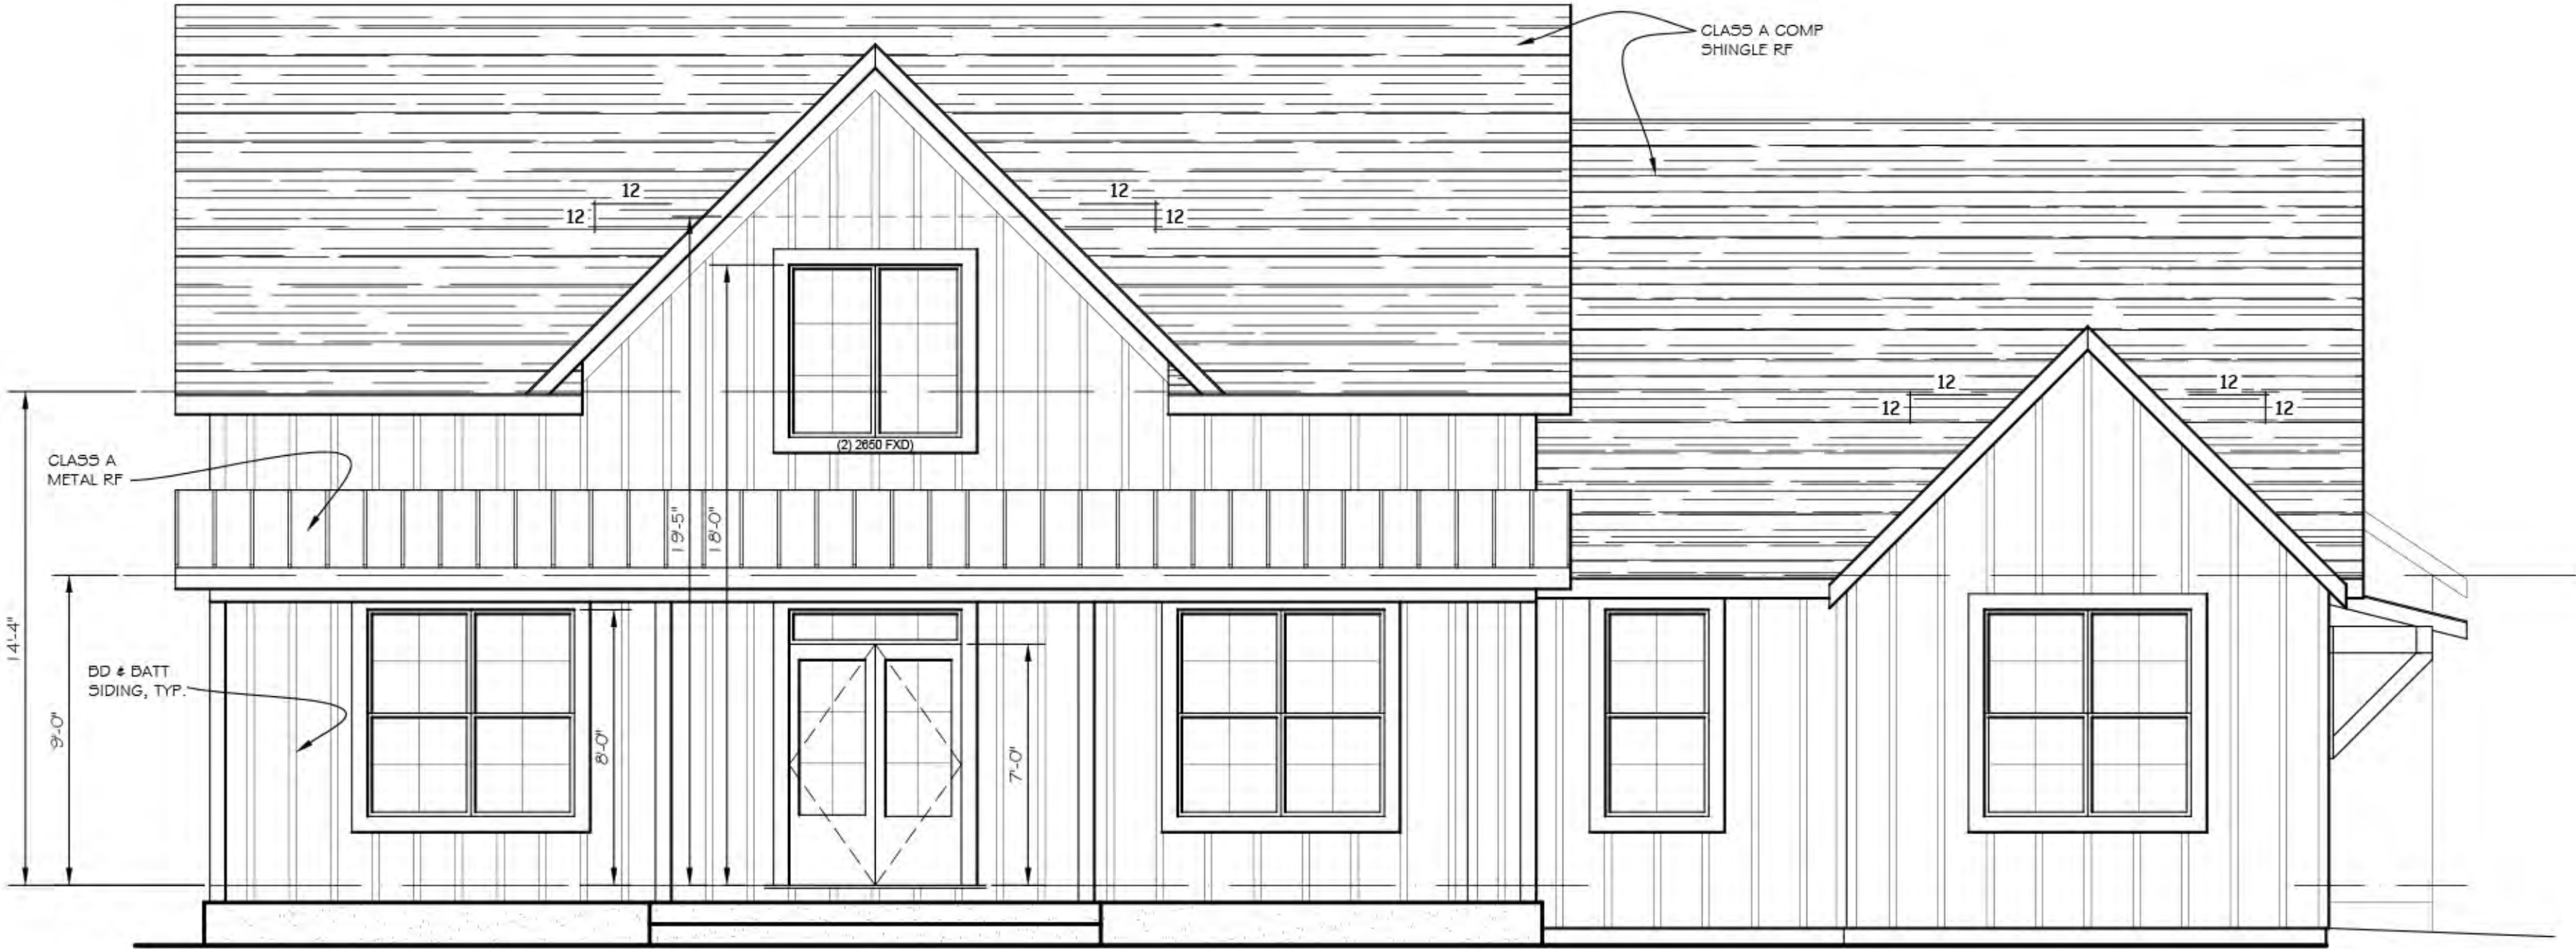 CLASS A COMP
SHINGLE RF
12
12
12
12
12
12
12
12
(2) 2650 FXD)
CLASS A
METAL RF
19'-5"
18'-0"
14'-4"
9'-0"
BD & BATT
SIDING, TYP.
8'-0"
7'-0"